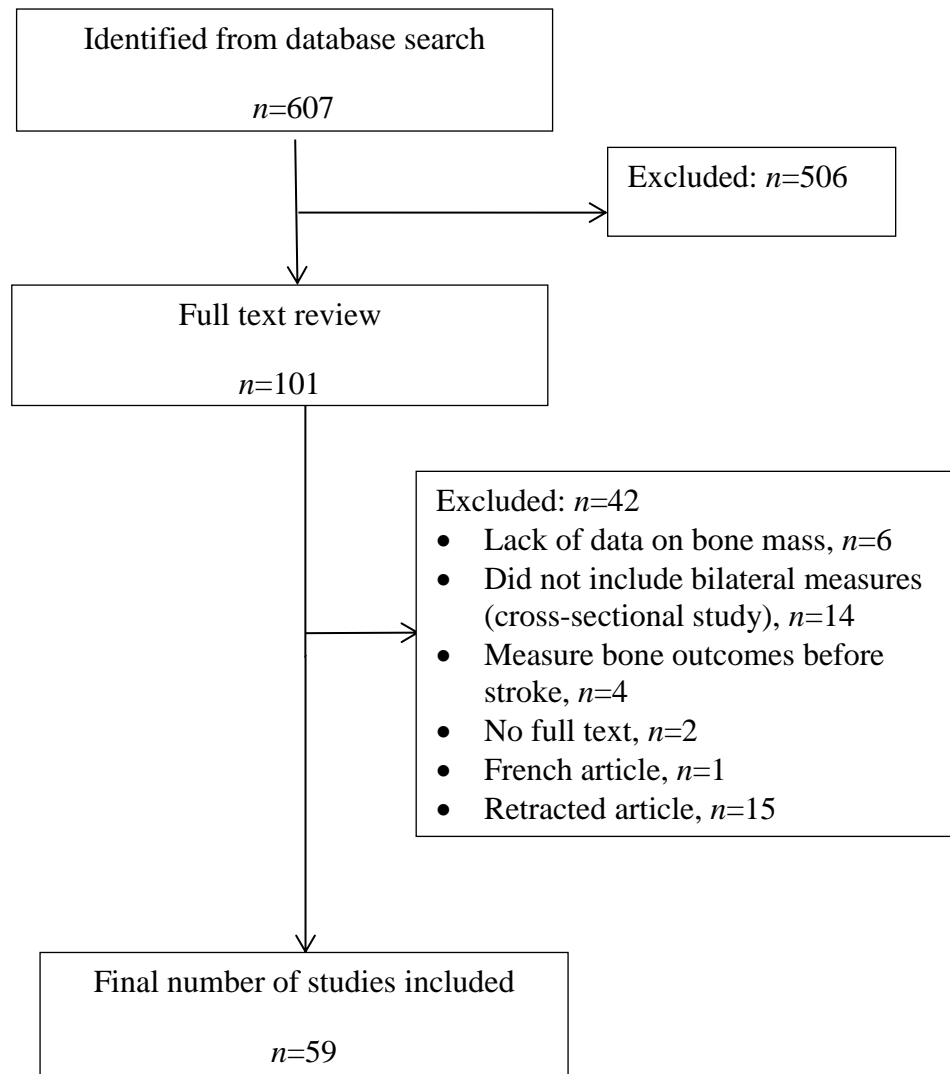 Identified from database search
n=607
Excluded: n=506
Full text review
n=101
Excluded: n=42
• Lack of data on bone mass, n=6
• Did not include bilateral measures
(cross-sectional study), n=14
• Measure bone outcomes before
stroke, n=4
• No full text, n=2
• French article, n=1
• Retracted article, n=15
Final number of studies included
n=59